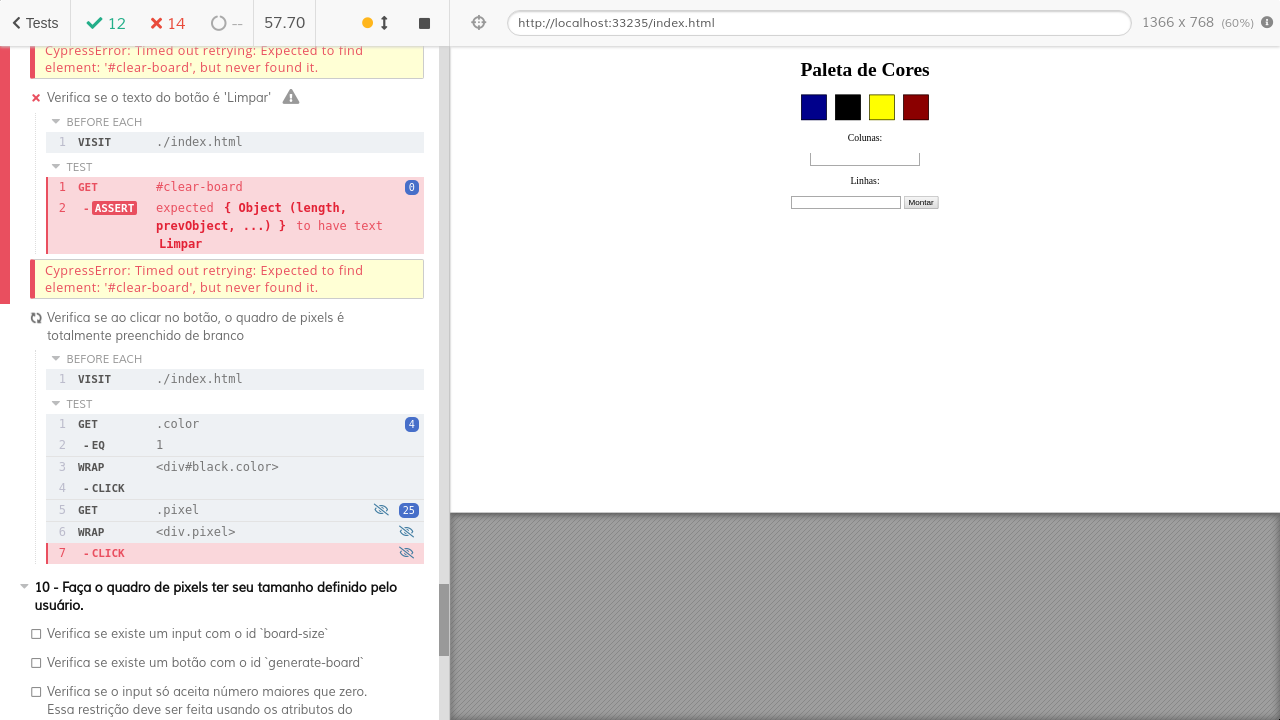 Tests
12
14
--
57.70
http://localhost:33235/index.html
1366 x 768 (60%)
CypressError: Timed out retrying: Expected to find
element: '#clear-board', but never found it.
Verifica se o texto do botão é 'Limpar'
BEFORE EACH
1 VISIT ./index.html
TEST
1 GET #clear-board 0
2 - ASSERT expected { Object (length,
prevObject, ...) } to have text
Limpar
CypressError: Timed out retrying: Expected to find
element: '#clear-board', but never found it.
Verifica se ao clicar no botão, o quadro de pixels é
totalmente preenchido de branco
BEFORE EACH
1 VISIT ./index.html
TEST
1 GET .color 4
2 - EQ 1
3 WRAP <div#black.color>
4 - CLICK
5 GET .pixel 25
6 WRAP <div.pixel>
7 - CLICK
10 - Faça o quadro de pixels ter seu tamanho definido pelo
usuário.
Verifica se existe um input com o id `board-size`
Verifica se existe um botão com o id `generate-board`
Verifica se o input só aceita número maiores que zero.
Essa restrição deve ser feita usando os atributos do
Paleta de Cores
Colunas:
Linhas:
Montar